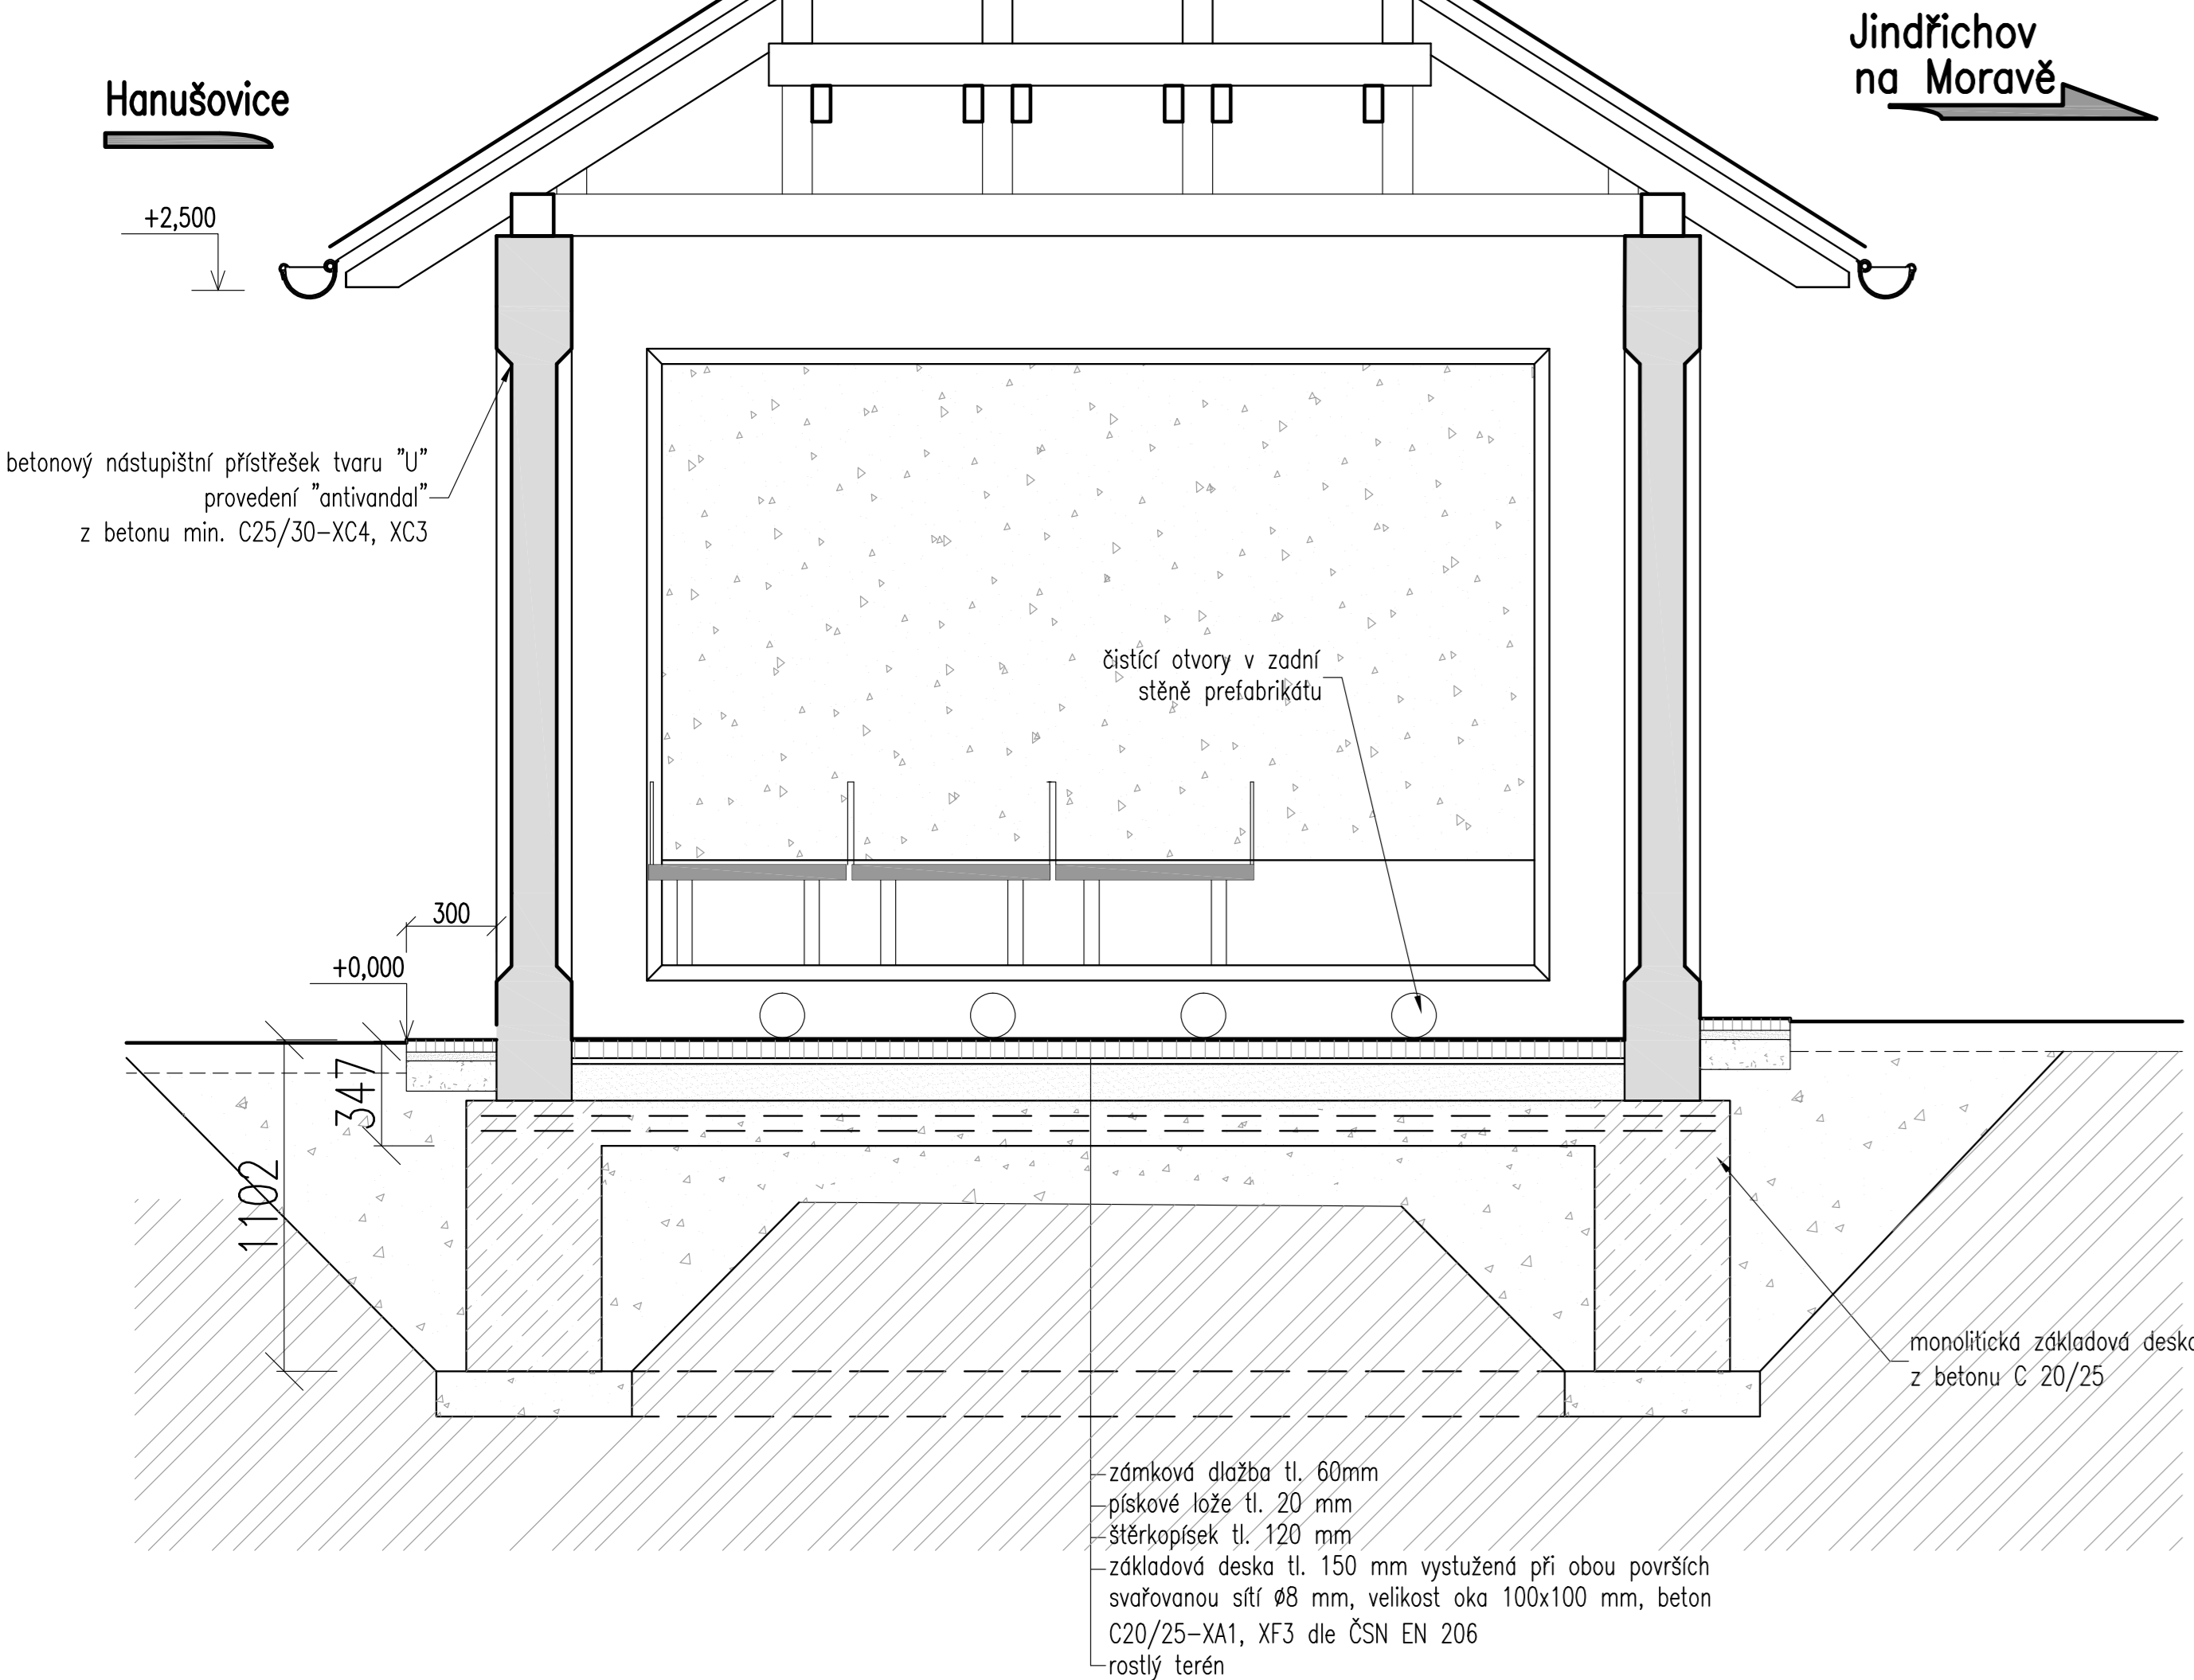 Hanušovice
Jindřichov
na Moravě
+2,500
betonový nástupištní přístřešek tvaru "U"
provedení "antivandal"
z betonu min. C25/30-XC4, XC3
čistící otvory v zadní
stěně prefabrikátu
300
+0,000
347
1102
monolitická základová deska
z betonu C 20/25
zámková dlažba tl. 60mm
pískové lože tl. 20 mm
štěrkopísek tl. 120 mm
základová deska tl. 150 mm vystužená při obou površích
svařovanou sítí ø8 mm, velikost oka 100x100 mm, beton
C20/25-XA1, XF3 dle ČSN EN 206
rostlý terén